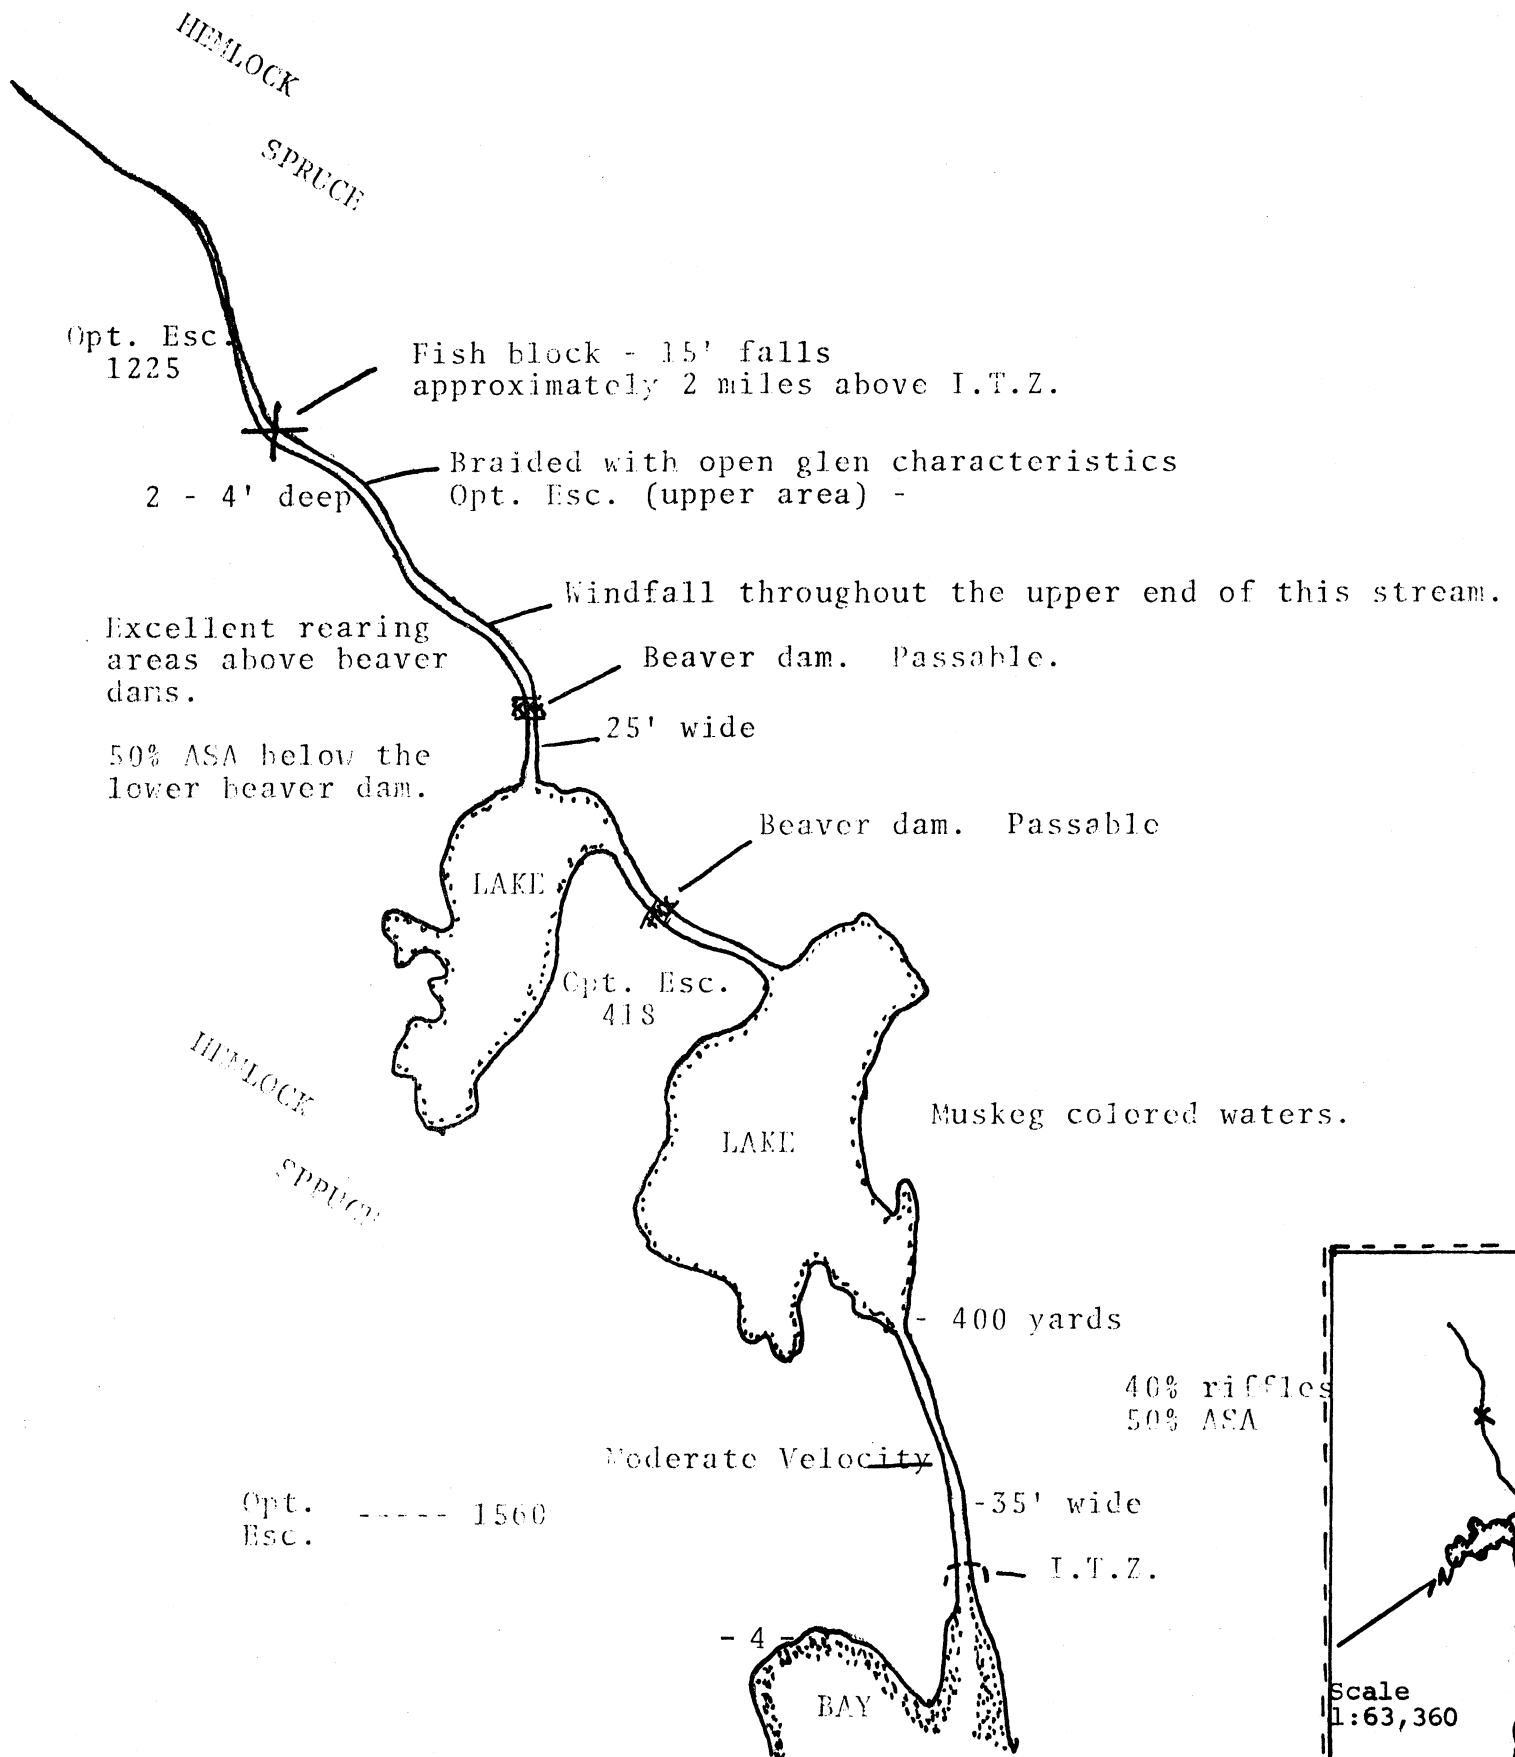 HEMLOCK
SPRUCE
Opt. Esc.
1225
Fish block - 15' falls
approximately 2 miles above I.T.Z.
Braided with open glen characteristics
Opt. Esc. (upper area) -
2 - 4' deep
Windfall throughout the upper end of this stream.
Excellent rearing
areas above beaver
dams.
Beaver dam. Passable.
25' wide
50% ASA below the
lower beaver dam.
Beaver dam. Passable
LAKE
Opt. Esc.
418
HEMLOCK
SPRUCE
Muskeg colored waters.
LAKE
- 400 yards
40% riffles
50% ASA
Moderate Velocity
Opt.
Esc. ----- 1560
-35' wide
I.T.Z.
- 4 -
BAY
N
Scale
1:63,360